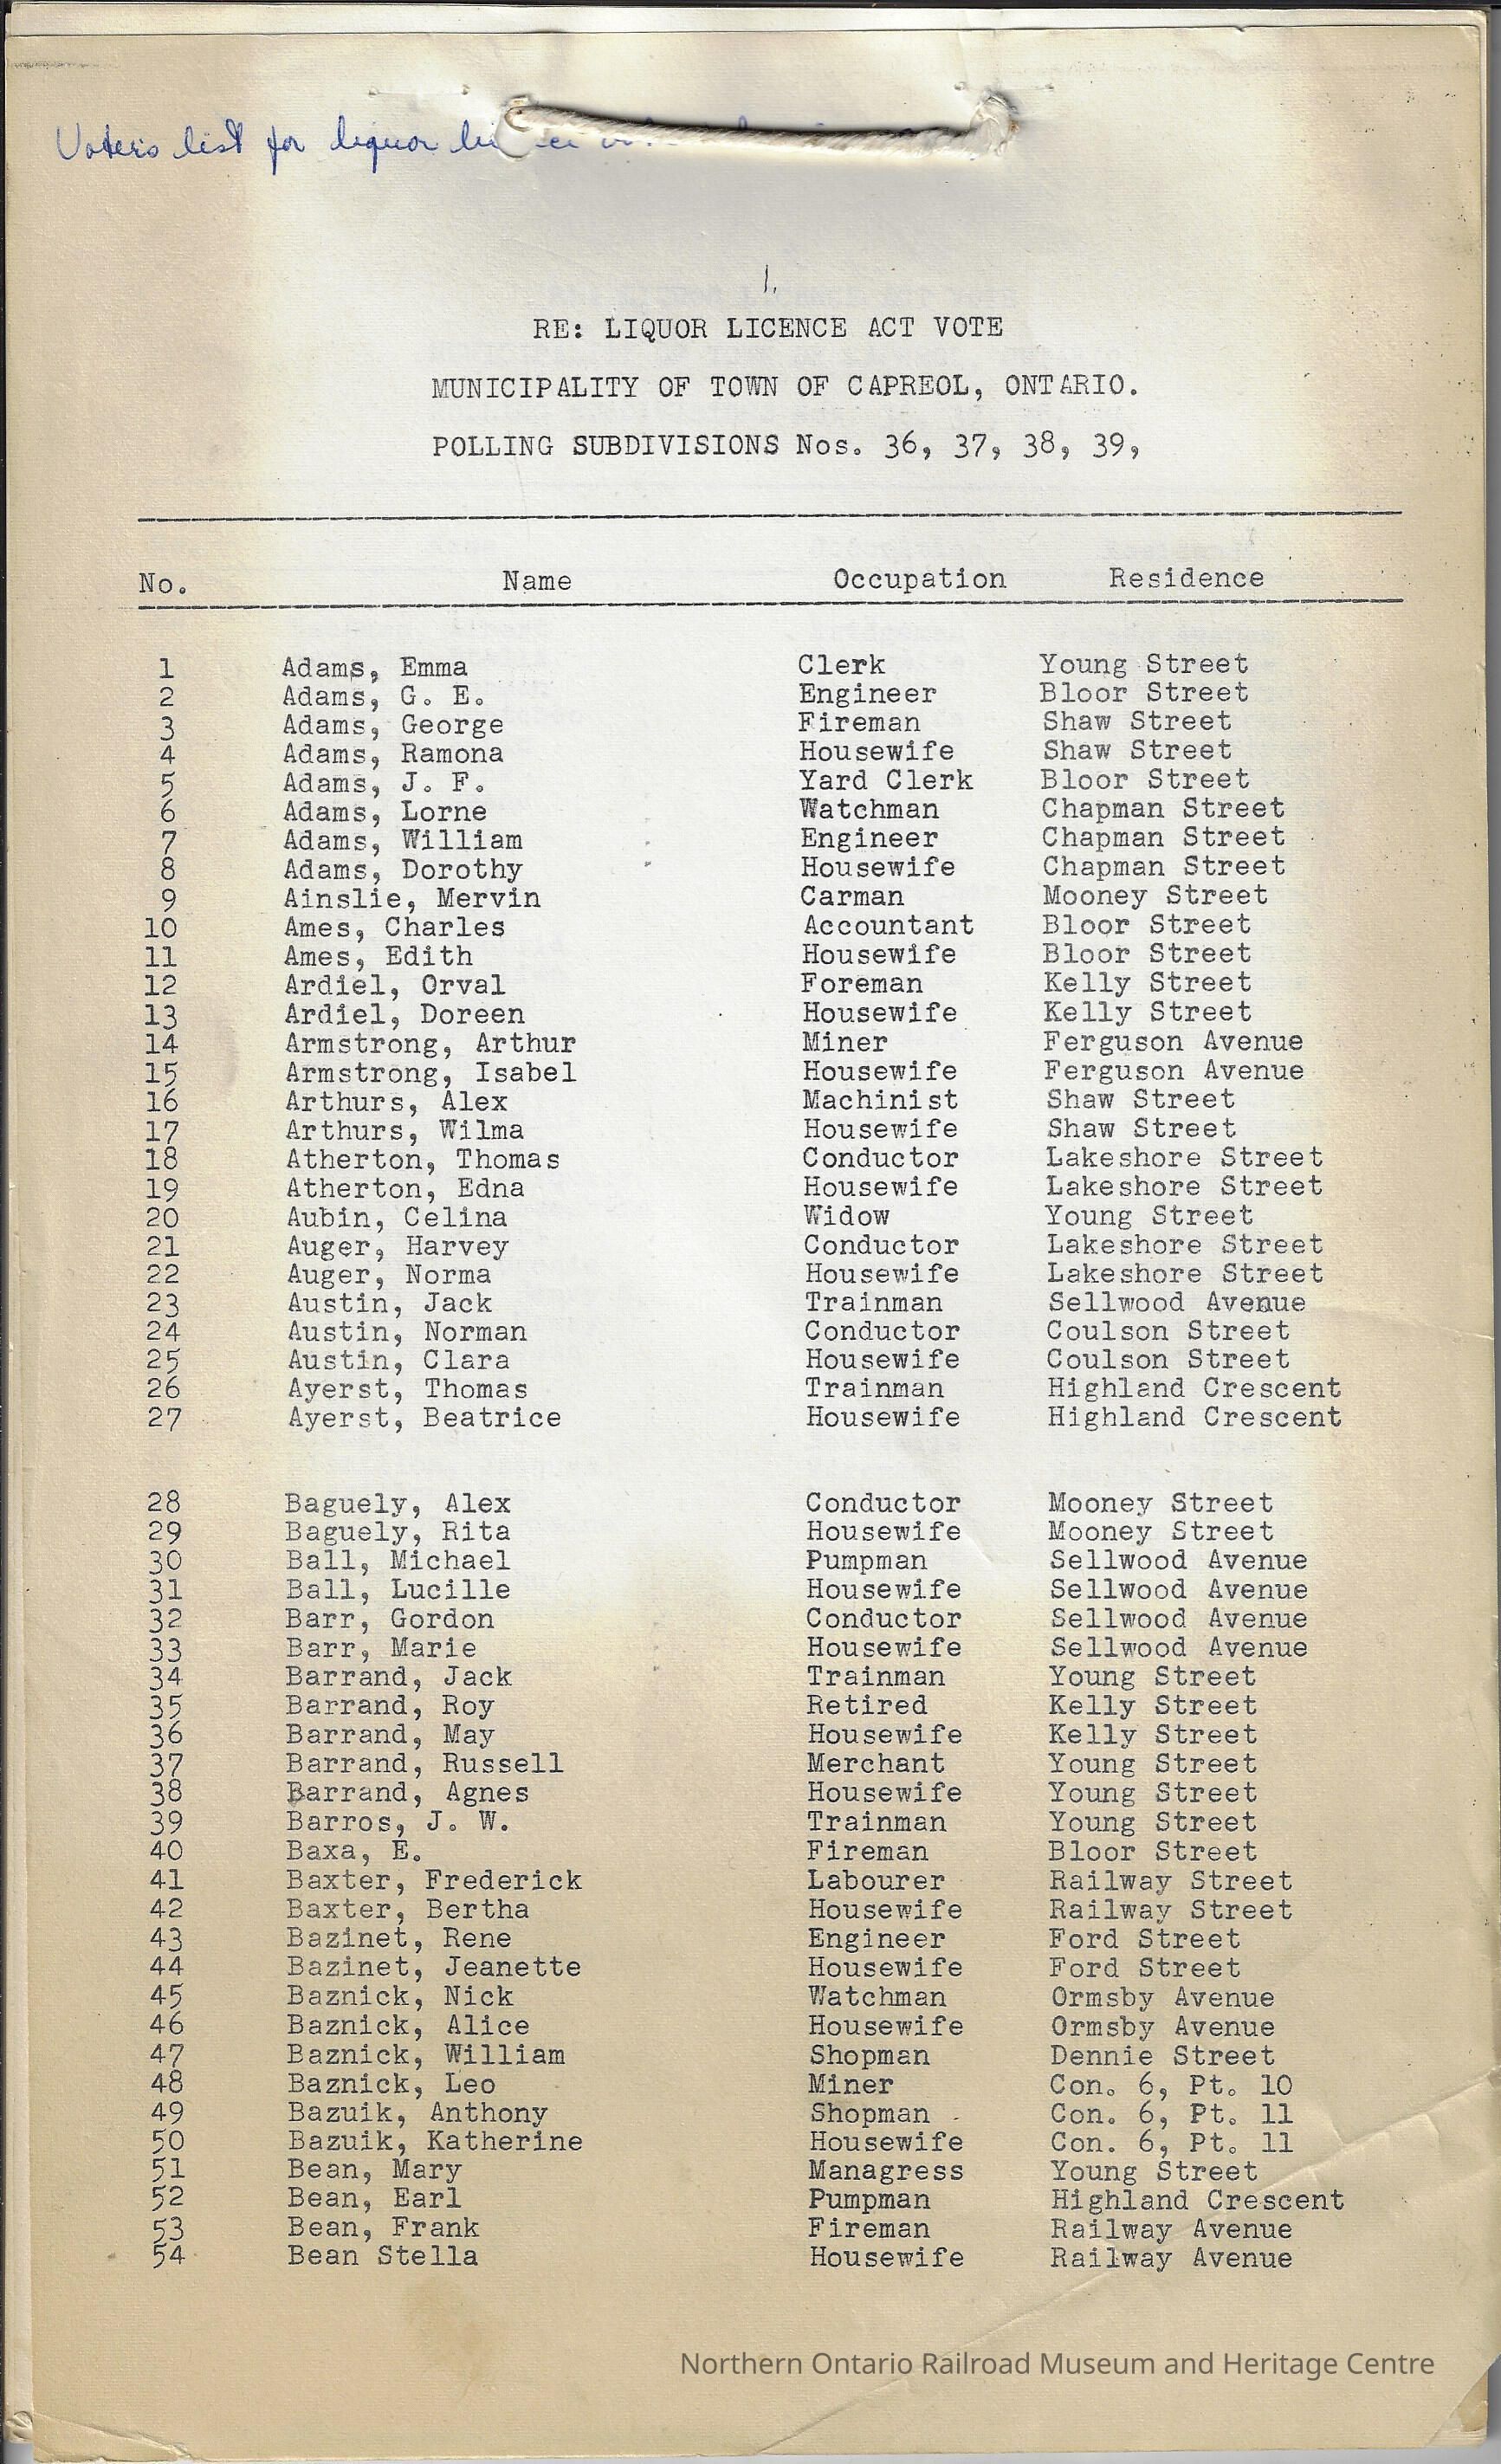 Voters list for liquor
1.
RE: LIQUOR LICENCE ACT VOTE
MUNICIPALITY OF TOWN OF CAPREOL, ONTARIO.
POLLING SUBDIVISIONS Nos. 36, 37, 38, 39,
No. Name Occupation Residence
1 Adams, Emma Clerk Young Street
2 Adams, G. E. Engineer Bloor Street
3 Adams, George Fireman Shaw Street
4 Adams, Ramona Housewife Shaw Street
5 Adams, J. F. Yard Clerk Bloor Street
6 Adams, Lorne Watchman Chapman Street
7 Adams, William Engineer Chapman Street
8 Adams, Dorothy Housewife Chapman Street
9 Ainslie, Mervin Carman Mooney Street
10 Ames, Charles Accountant Bloor Street
11 Ames, Edith Housewife Bloor Street
12 Ardiel, Orval Foreman Kelly Street
13 Ardiel, Doreen Housewife Kelly Street
14 Armstrong, Arthur Miner Ferguson Avenue
15 Armstrong, Isabel Housewife Ferguson Avenue
16 Arthurs, Alex Machinist Shaw Street
17 Arthurs, Wilma Housewife Shaw Street
18 Atherton, Thomas Conductor Lakeshore Street
19 Atherton, Edna Housewife Lakeshore Street
20 Aubin, Celina Widow Young Street
21 Auger, Harvey Conductor Lakeshore Street
22 Auger, Norma Housewife Lakeshore Street
23 Austin, Jack Trainman Sellwood Avenue
24 Austin, Norman Conductor Coulson Street
25 Austin, Clara Housewife Coulson Street
26 Ayerst, Thomas Trainman Highland Crescent
27 Ayerst, Beatrice Housewife Highland Crescent
28 Baguely, Alex Conductor Mooney Street
29 Baguely, Rita Housewife Mooney Street
30 Ball, Michael Pumpman Sellwood Avenue
31 Ball, Lucille Housewife Sellwood Avenue
32 Barr, Gordon Conductor Sellwood Avenue
33 Barr, Marie Housewife Sellwood Avenue
34 Barrand, Jack Trainman Young Street
35 Barrand, Roy Retired Kelly Street
36 Barrand, May Housewife Kelly Street
37 Barrand, Russell Merchant Young Street
38 Barrand, Agnes Housewife Young Street
39 Barros, J. W. Trainman Young Street
40 Baxa, E. Fireman Bloor Street
41 Baxter, Frederick Labourer Railway Street
42 Baxter, Bertha Housewife Railway Street
43 Bazinet, Rene Engineer Ford Street
44 Bazinet, Jeanette Housewife Ford Street
45 Baznick, Nick Watchman Ormsby Avenue
46 Baznick, Alice Housewife Ormsby Avenue
47 Baznick, William Shopman Dennie Street
48 Baznick, Leo Miner Con. 6, Pt. 10
49 Bazuik, Anthony Shopman Con. 6, Pt. 11
50 Bazuik, Katherine Housewife Con. 6, Pt. 11
51 Bean, Mary Managress Young Street
52 Bean, Earl Pumpman Highland Crescent
53 Bean, Frank Fireman Railway Avenue
54 Bean Stella Housewife Railway Avenue
Northern Ontario Railroad Museum and Heritage Centre